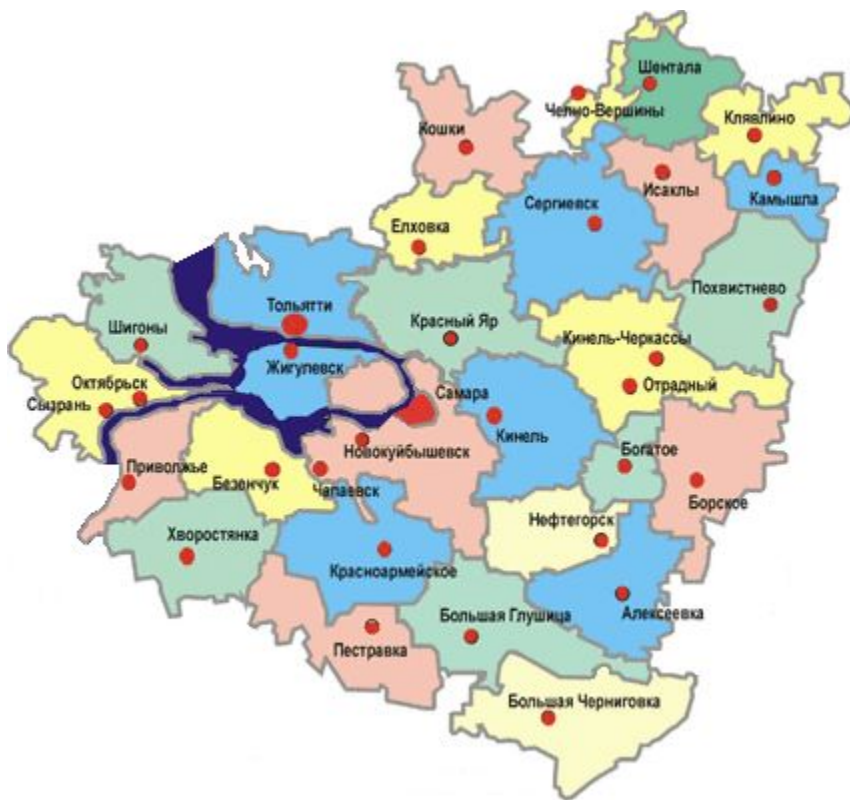 Шентала
Челно-Вершины
Клявлино
Кошки
Исаклы
Камышла
Сергиевск
Елховка
Похвистнево
Тольятти
Красный Яр
Шигоны
Кинель-Черкассы
Жигулевск
Октябрьск
Отрадный
Самара
Сызрань
Кинель
Новокуйбышевск
Богатое
Приволжье
Безенчук
Чапаевск
Борское
Нефтегорск
Хворостянка
Красноармейское
Большая Глушица
Алексеевка
Пестравка
Большая Черниговка